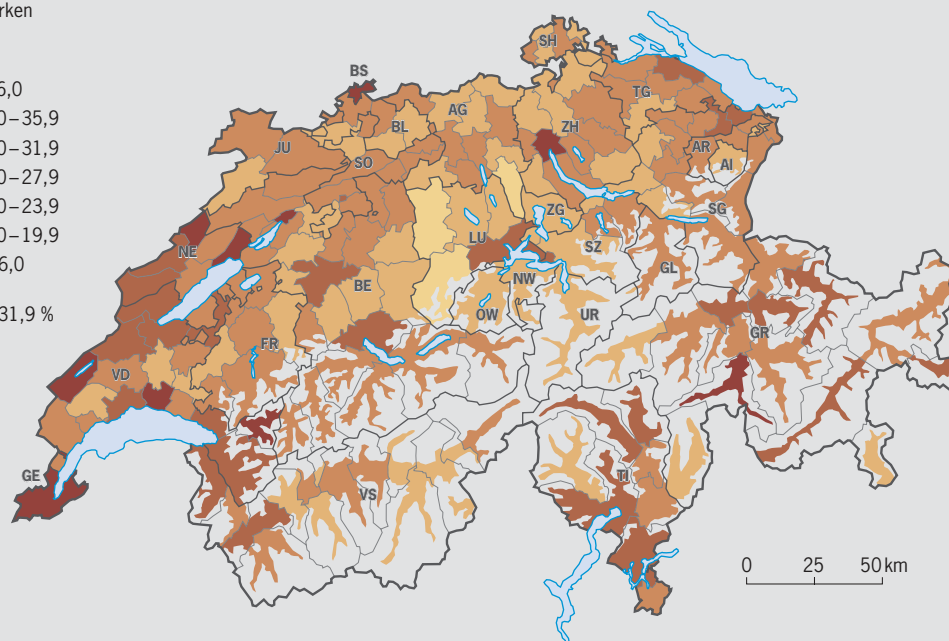 rken
6,0
0–35,9
0–31,9
0–27,9
0–23,9
0–19,9
6,0
31,9 %
SH
BS
TG
BL
AG
ZH
JU
SO
AR
AI
SG
ZG
LU
NE
SZ
GL
NW
BE
OW
UR
FR
GR
VD
GE
TI
VS
0 25 50 km